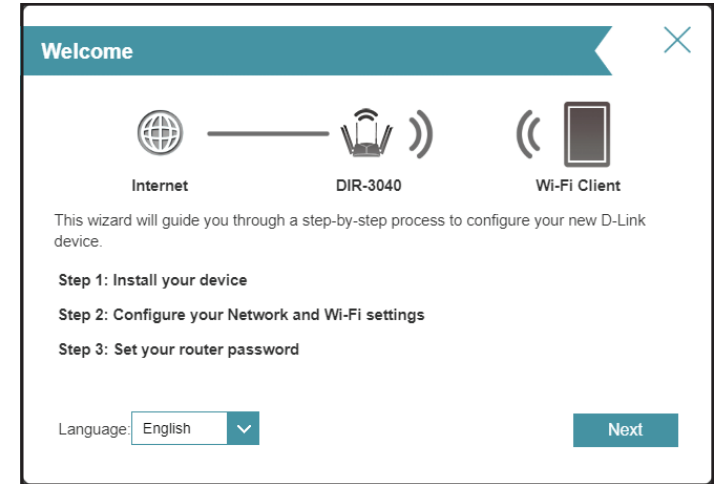 Welcome
Internet
DIR-3040
Wi-Fi Client
This wizard will guide you through a step-by-step process to configure your new D-Link
device.
Step 1: Install your device
Step 2: Configure your Network and Wi-Fi settings
Step 3: Set your router password
Language: English
Next